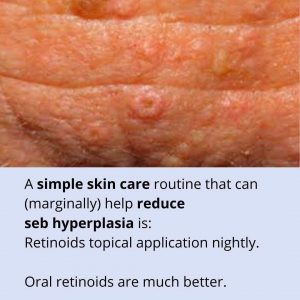 A simple skin care routine that can
(marginally) help reduce
seb hyperplasia is:
Retinoids topical application nightly.
Oral retinoids are much better.